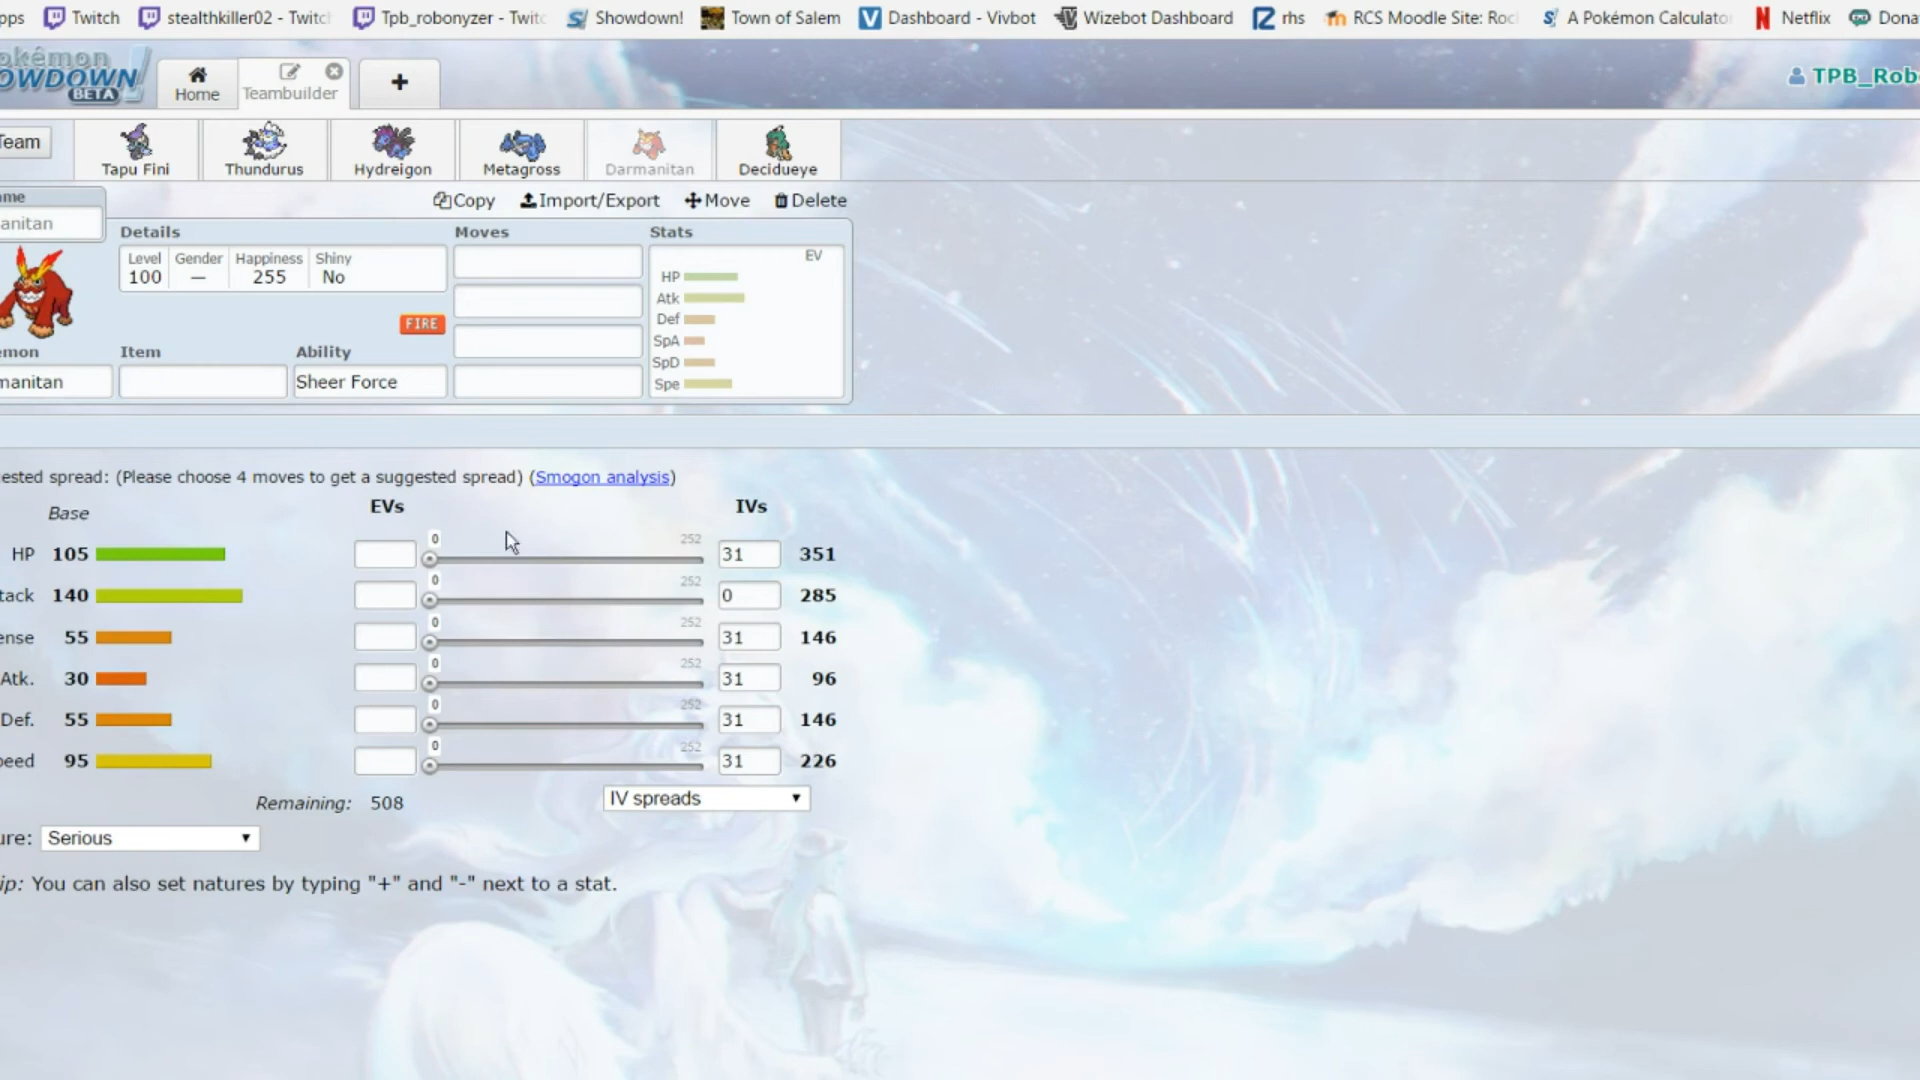 pps Twitch stealthkiller02 - Twitc Tpb_robonyzer - Twitc Showdown! Town of Salem Dashboard - Vivbot Wizebot Dashboard rhs RCS Moodle Site: Roc A Pokémon Calculato Netflix Dona
okémon
OWDOWN!
BETA
Home
Teambuilder
+
TPB_Rob
Team
Tapu Fini
Thundurus
Hydreigon
Metagross
Darmanitan
Decidueye
Copy Import/Export Move Delete
ame
anitan
Details
Level Gender Happiness Shiny
100 — 255 No
FIRE
emon
manitan
Item
Ability
Sheer Force
Moves
Stats
EV
HP
Atk
Def
SpA
SpD
Spe
ested spread: (Please choose 4 moves to get a suggested spread) (Smogon analysis)
Base EVs IVs
HP 105 0 252 31 351
tack 140 0 252 0 285
ense 55 0 252 31 146
Atk. 30 0 252 31 96
Def. 55 0 252 31 146
peed 95 0 252 31 226
Remaining: 508 IV spreads
ure: Serious
ip: You can also set natures by typing "+" and "-" next to a stat.